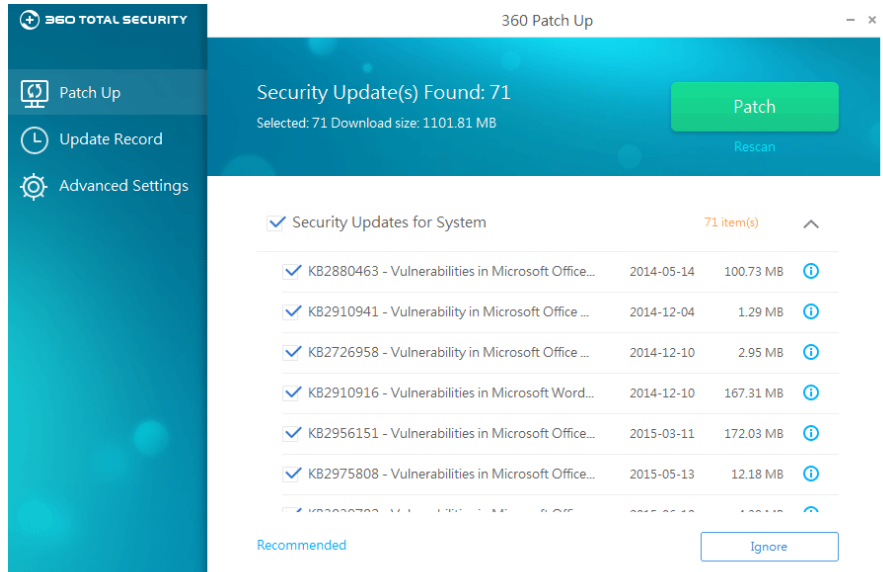 360 TOTAL SECURITY
360 Patch Up
Patch Up
Update Record
Advanced Settings
Security Update(s) Found: 71
Selected: 71 Download size: 1101.81 MB
Patch
Rescan
Security Updates for System 71 item(s)
KB2880463 - Vulnerabilities in Microsoft Office... 2014-05-14 100.73 MB
KB2910941 - Vulnerability in Microsoft Office ... 2014-12-04 1.29 MB
KB2726958 - Vulnerability in Microsoft Office ... 2014-12-10 2.95 MB
KB2910916 - Vulnerabilities in Microsoft Word... 2014-12-10 167.31 MB
KB2956151 - Vulnerabilities in Microsoft Office... 2015-03-11 172.03 MB
KB2975808 - Vulnerabilities in Microsoft Office... 2015-05-13 12.18 MB
Recommended
Ignore